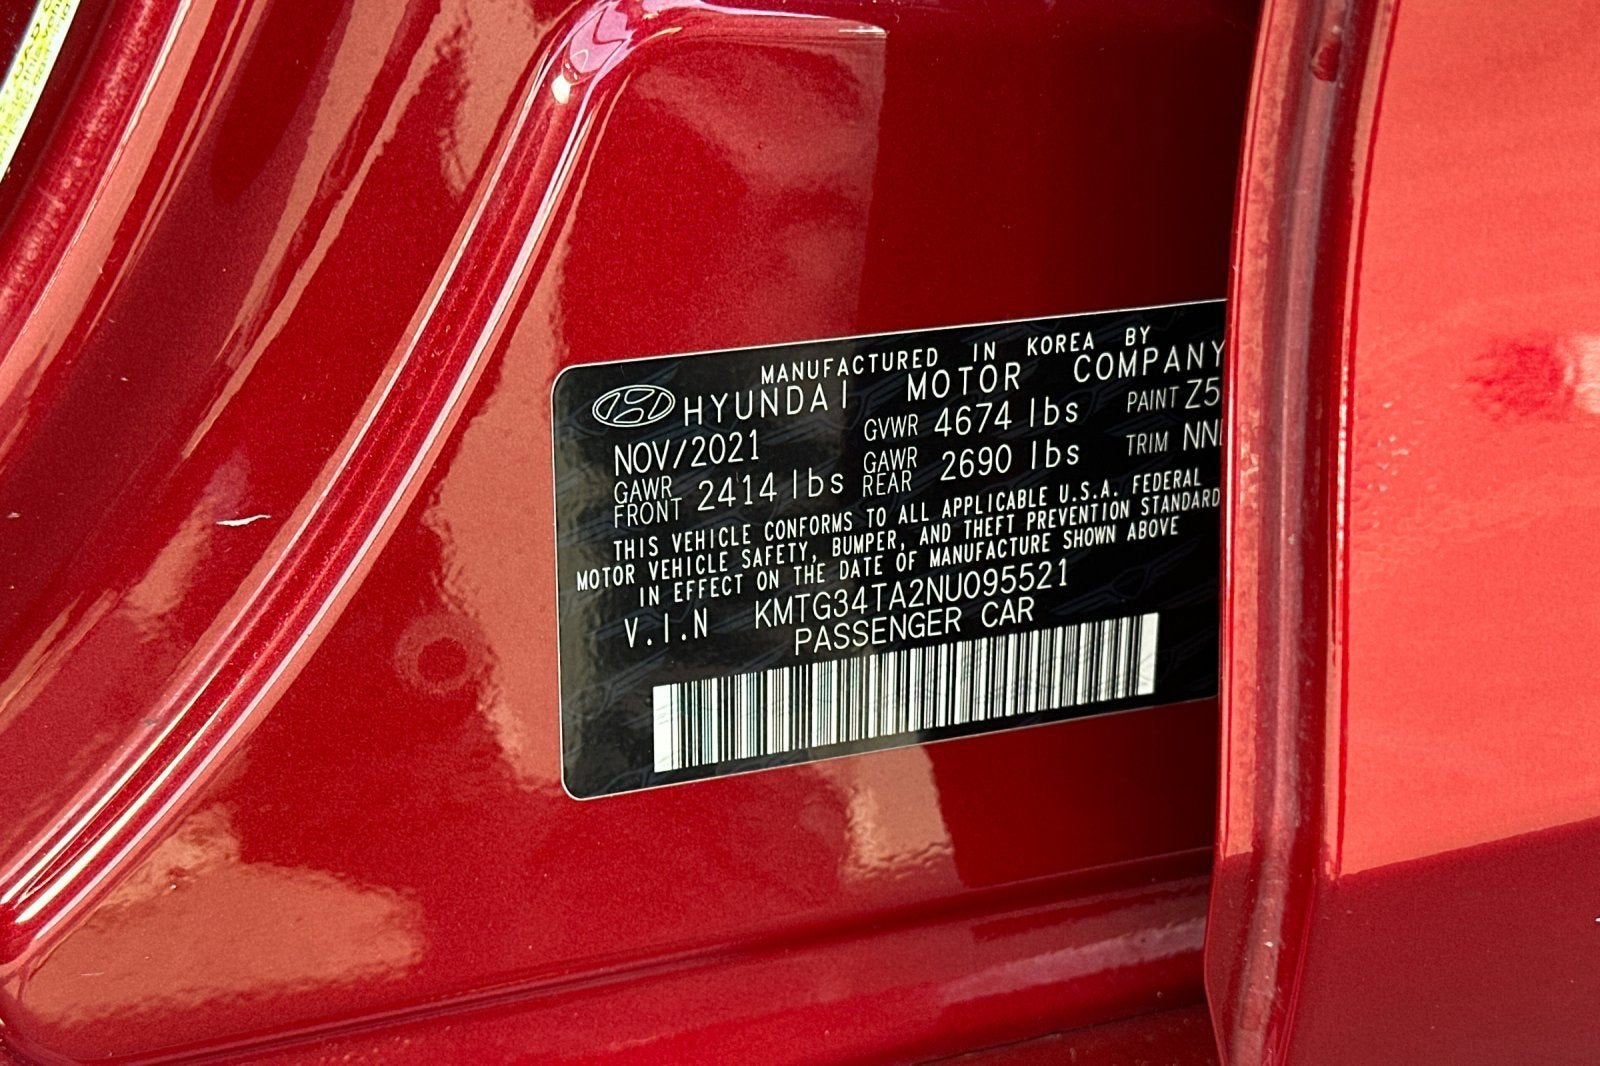 MANUFACTURED IN KOREA BY
HYUNDAI MOTOR COMPANY
NOV/2021 GVWR 4674 lbs PAINT Z5
GAWR FRONT 2414 lbs GAWR REAR 2690 lbs TRIM NN
THIS VEHICLE CONFORMS TO ALL APPLICABLE U.S.A. FEDERAL
MOTOR VEHICLE SAFETY, BUMPER, AND THEFT PREVENTION STANDARD
IN EFFECT ON THE DATE OF MANUFACTURE SHOWN ABOVE
V.I.N KMTG34TA2NU095521
PASSENGER CAR